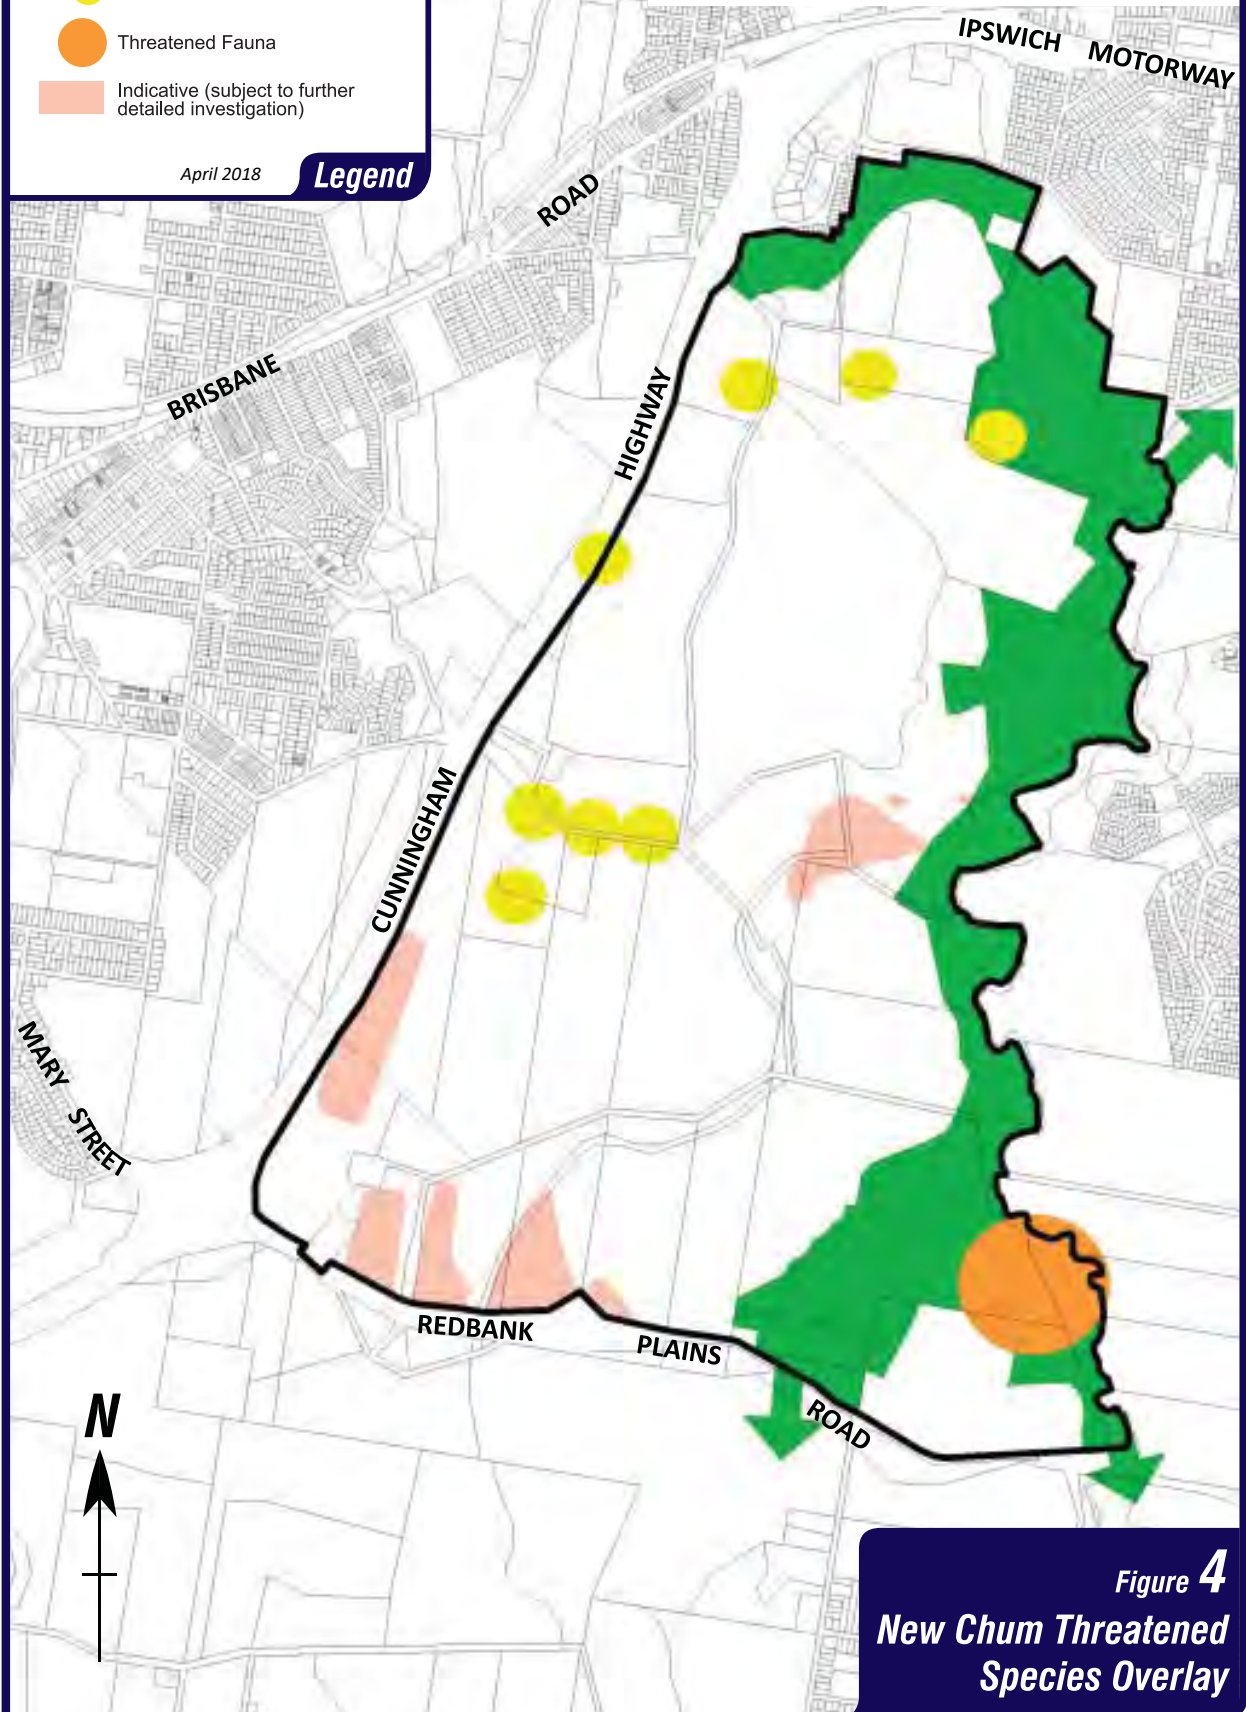 Threatened Fauna
Indicative (subject to further
detailed investigation)
April 2018
Legend
IPSWICH MOTORWAY
BRISBANE ROAD
CUNNINGHAM HIGHWAY
MARY STREET
REDBANK PLAINS ROAD
N
Figure 4
New Chum Threatened
Species Overlay